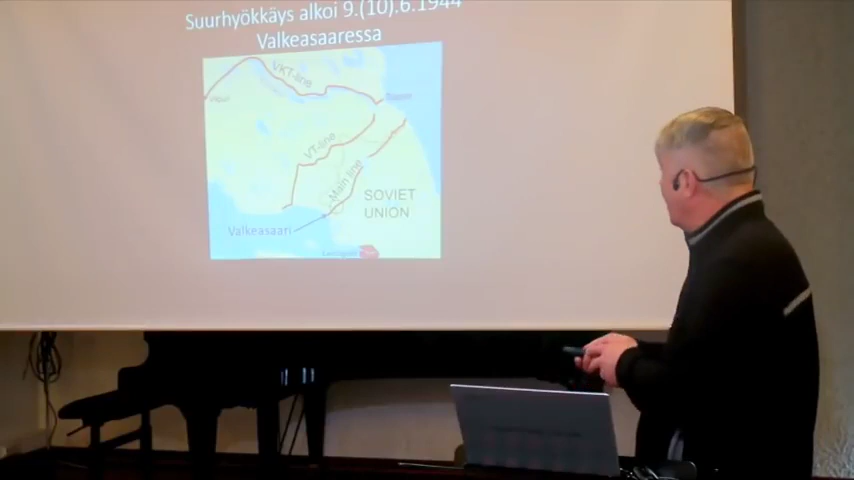 Suurhyökkäys alkoi 9.(10).6.1944
Valkeasaaressa
VKT-line
VT-line
Main line
SOVIET
UNION
Valkeasaari